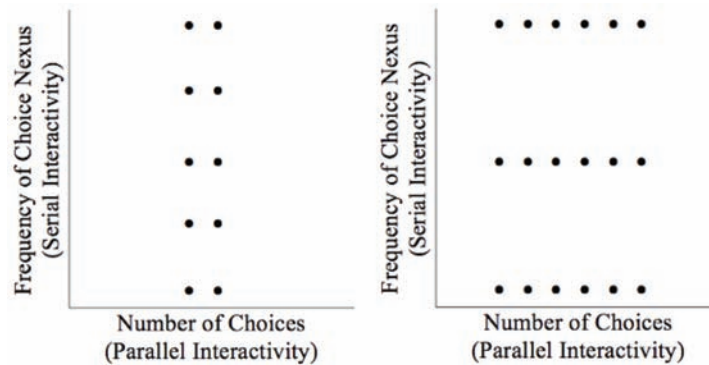 Frequency of Choice Nexus
(Serial Interactivity)
Number of Choices
(Parallel Interactivity)
Frequency of Choice Nexus
(Serial Interactivity)
Number of Choices
(Parallel Interactivity)